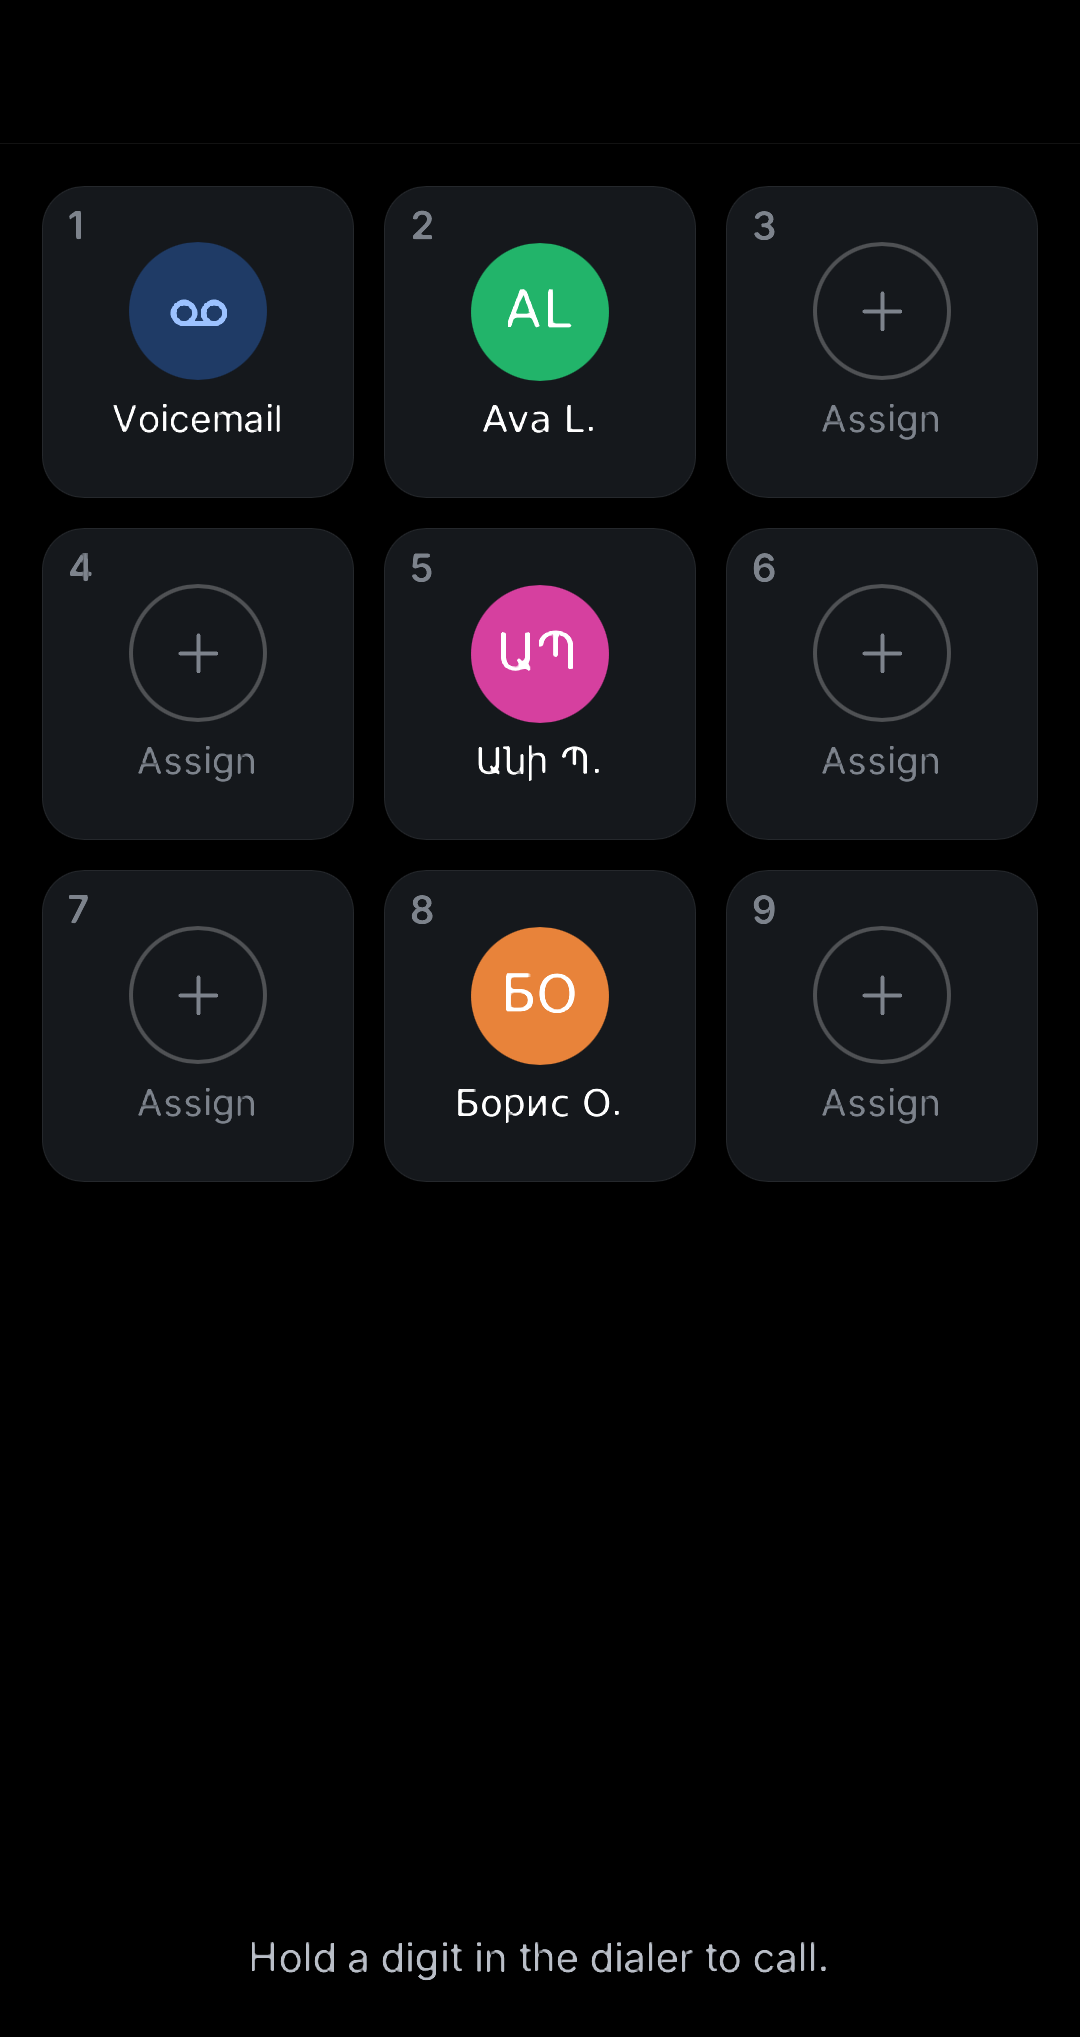 1
2
AL
3
Voicemail
Ava L.
Assign
4
5
ԱՊ
6
Assign
Անի Պ.
Assign
7
8
БО
9
Assign
Борис О.
Assign
Hold a digit in the dialer to call.